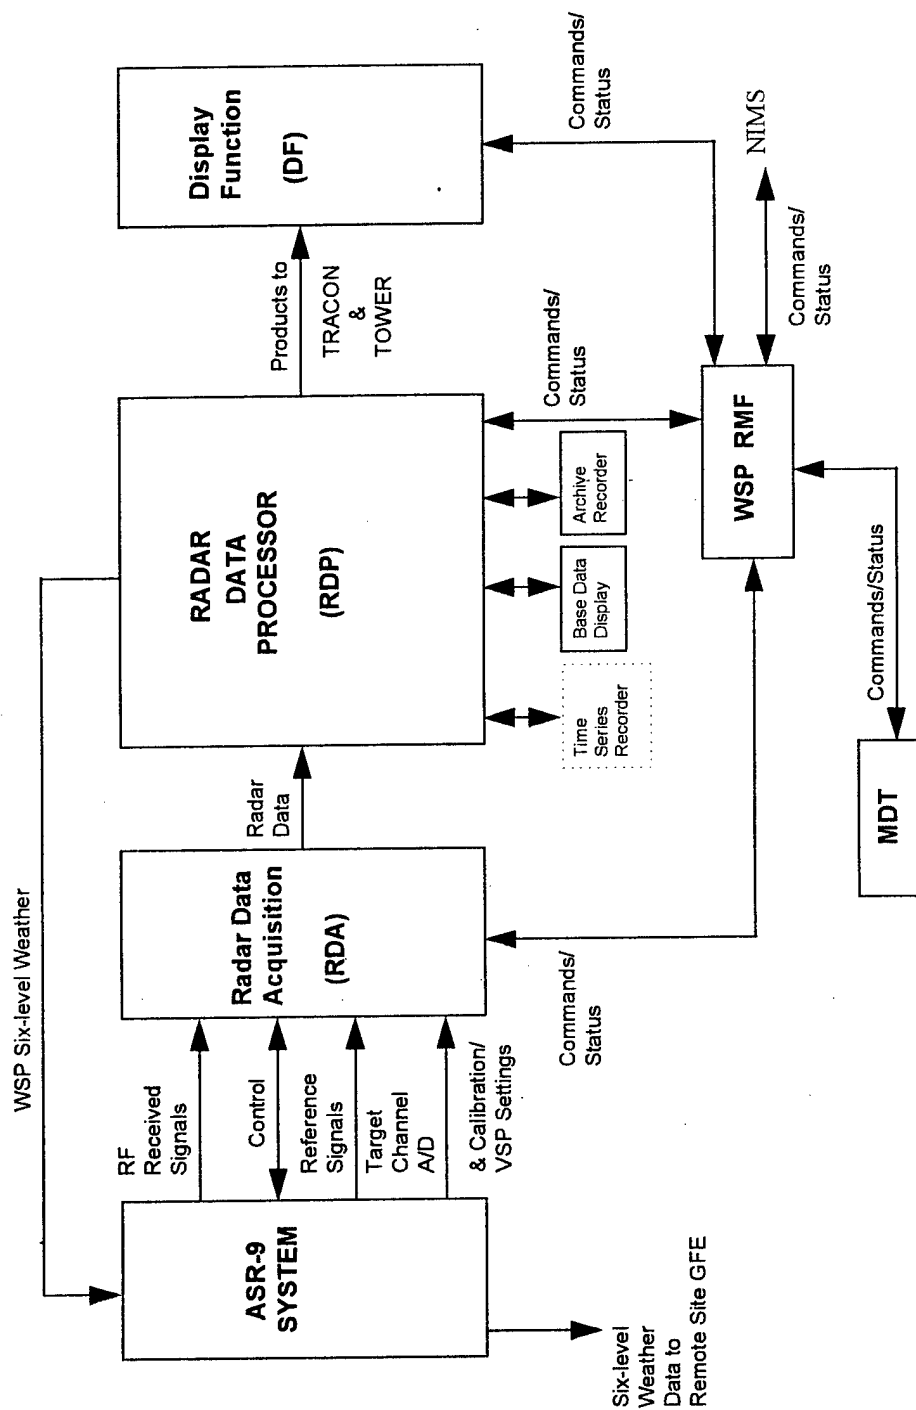 WSP Six-level Weather
ASR-9
SYSTEM
RF
Received
Signals
Control
Reference
Signals
Target
Channel
A/D
& Calibration/
VSP Settings
Six-level
Weather
Data to
Remote Site GFE
Radar Data
Acquisition
(RDA)
Radar
Data
Commands/
Status
RADAR
DATA
PROCESSOR
(RDP)
Time
Series
Recorder
Base Data
Display
Archive
Recorder
Commands/
Status
Products to
TRACON
&
TOWER
Display
Function
(DF)
Commands/
Status
WSP RMF
Commands/
Status
NIMS
Commands/Status
MDT